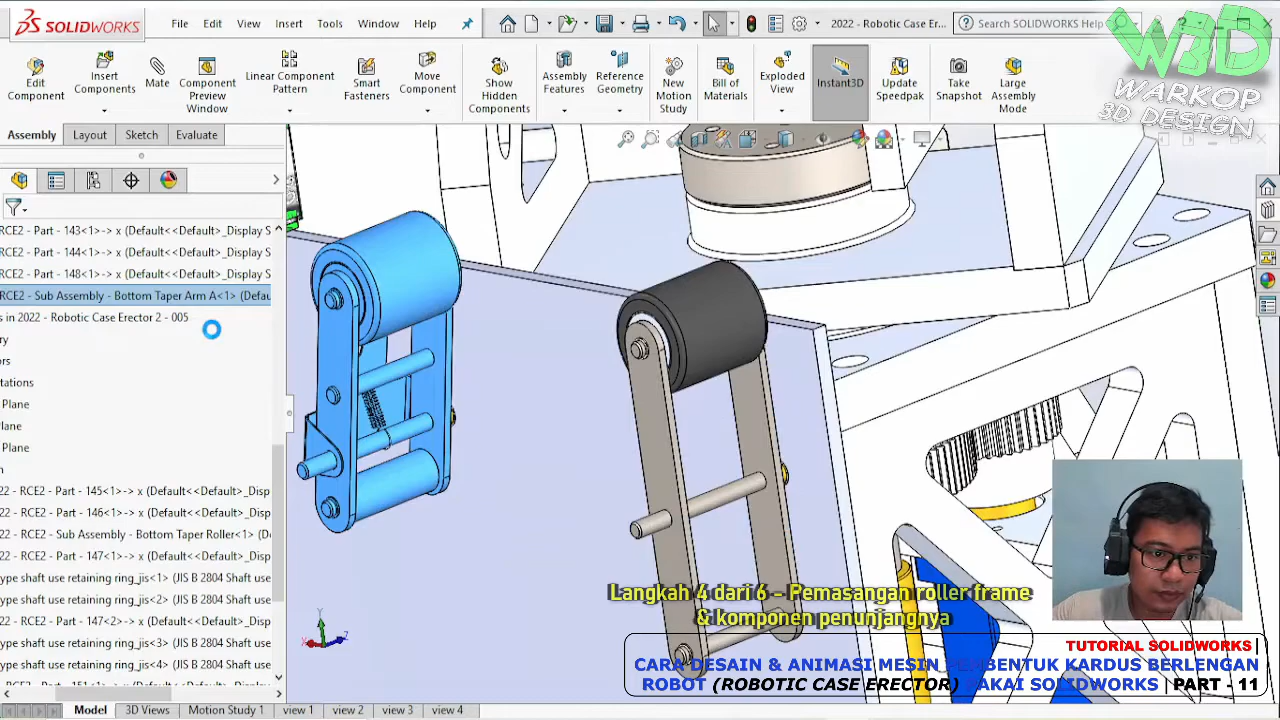 SOLIDWORKS
File Edit View Insert Tools Window Help
2022 - Robotic Case Er...
Search SOLIDWORKS Help
W3D
WARKOP
3D DESIGN
Edit Component
Insert Components
Mate
Component Preview Window
Linear Component Pattern
Smart Fasteners
Move Component
Show Hidden Components
Assembly Features
Reference Geometry
New Motion Study
Bill of Materials
Exploded View
Instant3D
Update Speedpak
Take Snapshot
Large Assembly Mode
Assembly Layout Sketch Evaluate
RCE2 - Part - 143<1>-> x (Default<<Default>_Display S
RCE2 - Part - 144<1>-> x (Default<<Default>_Display S
RCE2 - Part - 148<1>-> x (Default<<Default>_Display S
RCE2 - Sub Assembly - Bottom Taper Arm A<1> (Defau
s in 2022 - Robotic Case Erector 2 - 005
ry
ors
tations
Plane
Plane
Plane
n
22 - RCE2 - Part - 145<1>-> x (Default<<Default>_Disp
22 - RCE2 - Part - 146<1>-> x (Default<<Default>_Disp
22 - RCE2 - Sub Assembly - Bottom Taper Roller<1> (D
22 - RCE2 - Part - 147<1>-> x (Default<<Default>_Disp
ype shaft use retaining ring_jis<1> (JIS B 2804 Shaft use
ype shaft use retaining ring_jis<2> (JIS B 2804 Shaft use
22 - RCE2 - Part - 147<2>-> x (Default<<Default>_Disp
ype shaft use retaining ring_jis<3> (JIS B 2804 Shaft use
ype shaft use retaining ring_jis<4> (JIS B 2804 Shaft use
Y
X
Z
Langkah 4 dari 6 - Pemasangan roller frame
& komponen penunjangnya
TUTORIAL SOLIDWORKS |
CARA DESAIN & ANIMASI MESIN PEMBENTUK KARDUS BERLENGAN
ROBOT (ROBOTIC CASE ERECTOR) PAKAI SOLIDWORKS | PART - 11
Model 3D Views Motion Study 1 view 1 view 2 view 3 view 4